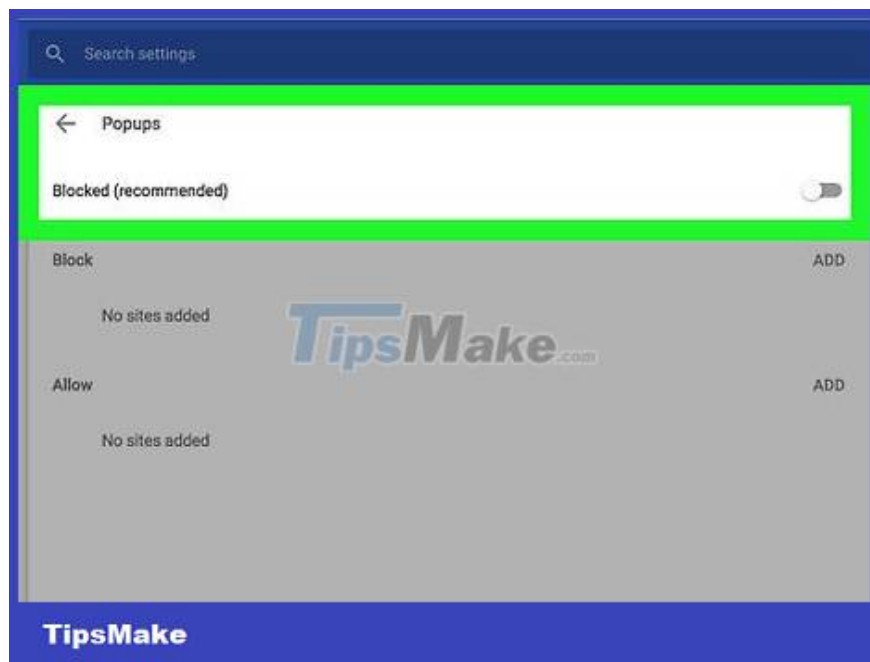 Search settings
Popups
Blocked (recommended)
Block ADD
No sites added
TipsMake.com
Allow ADD
No sites added
TipsMake